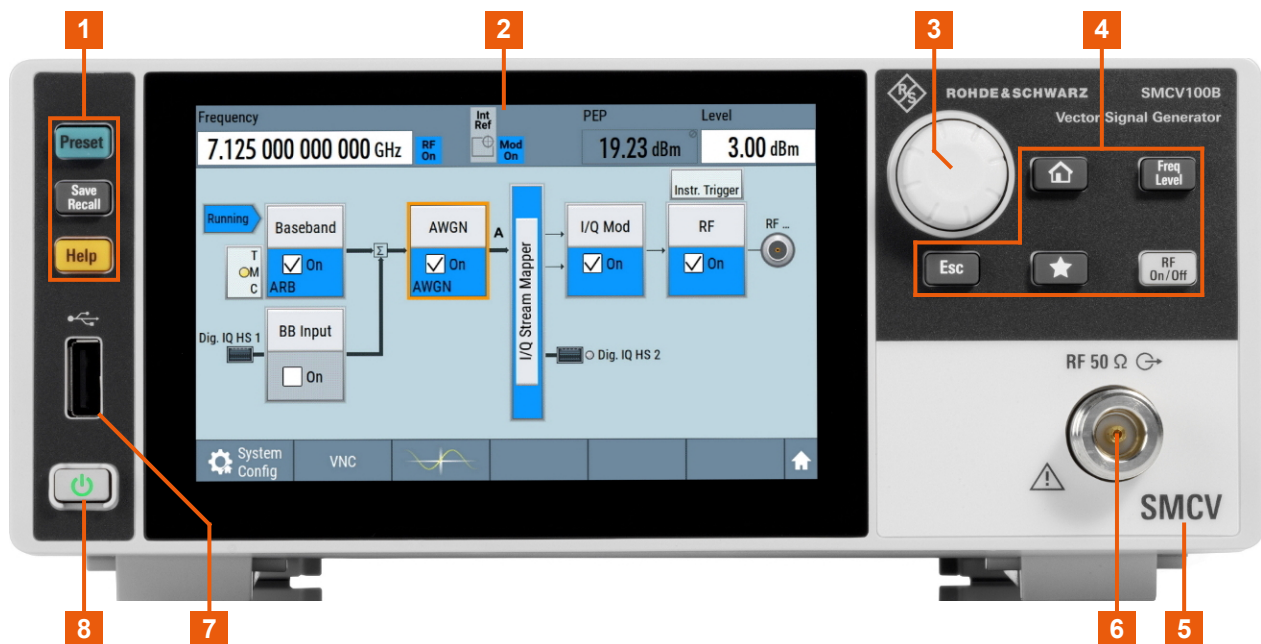 1
2
3
4
ROHDE&SCHWARZ SMCV100B
Vector Signal Generator
R/S
Preset
Save
Recall
Help
Frequency
Int
Ref
PEP
Level
7.125 000 000 000 GHz
RF
On
Mod
On
19.23 dBm
3.00 dBm
Instr. Trigger
Running
Baseband
AWGN
A
I/Q Mod
RF
RF ...
T
M
C
On
ARB
Σ
On
AWGN
I/Q Stream Mapper
On
On
Dig. IQ HS 1
BB Input
On
Dig. IQ HS 2
System
Config
VNC
Freq
Level
Esc
RF
On/Off
RF 50 Ω
SMCV
8
7
6
5